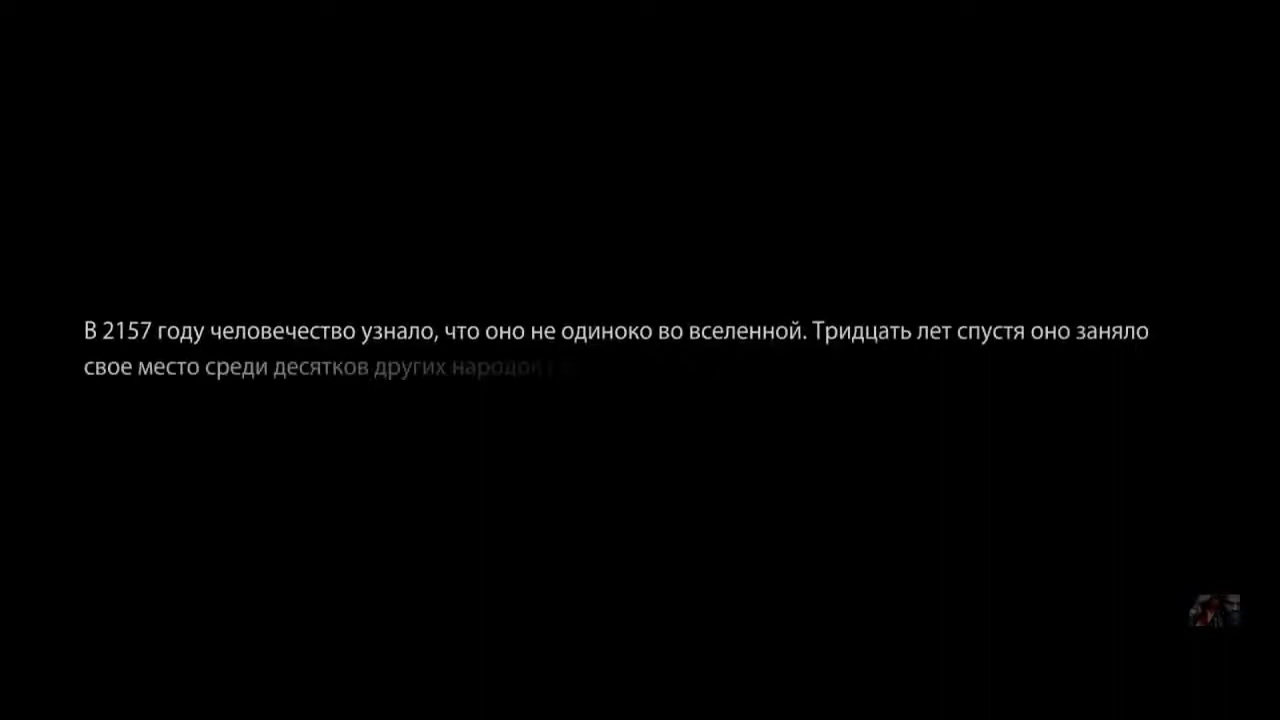 В 2157 году человечество узнало, что оно не одиноко во вселенной. Тридцать лет спустя оно заняло
свое место среди десятков других народов